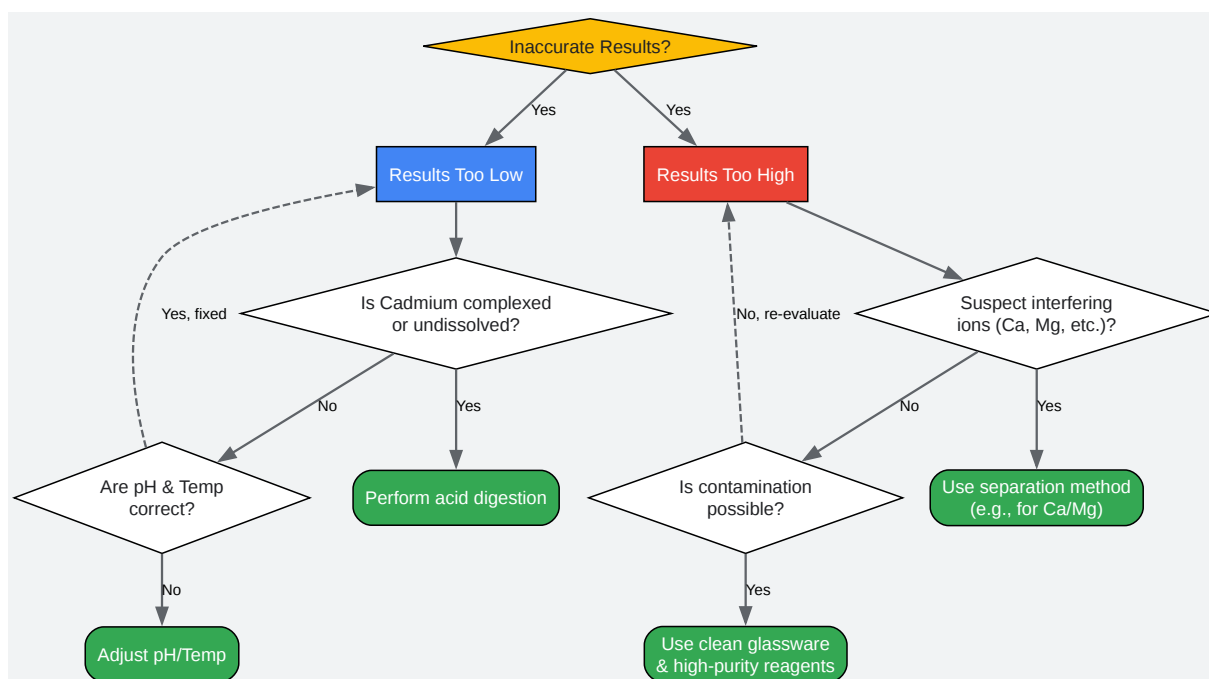 Inaccurate Results?
Yes
Yes
Results Too Low
Results Too High
Is Cadmium complexed
or undissolved?
Suspect interfering
ions (Ca, Mg, etc.)?
Yes, fixed
No, re-evaluate
No
Yes
No
Yes
Are pH & Temp
correct?
Perform acid digestion
Is contamination
possible?
Use separation method
(e.g., for Ca/Mg)
No
Yes
Adjust pH/Temp
Use clean glassware
& high-purity reagents